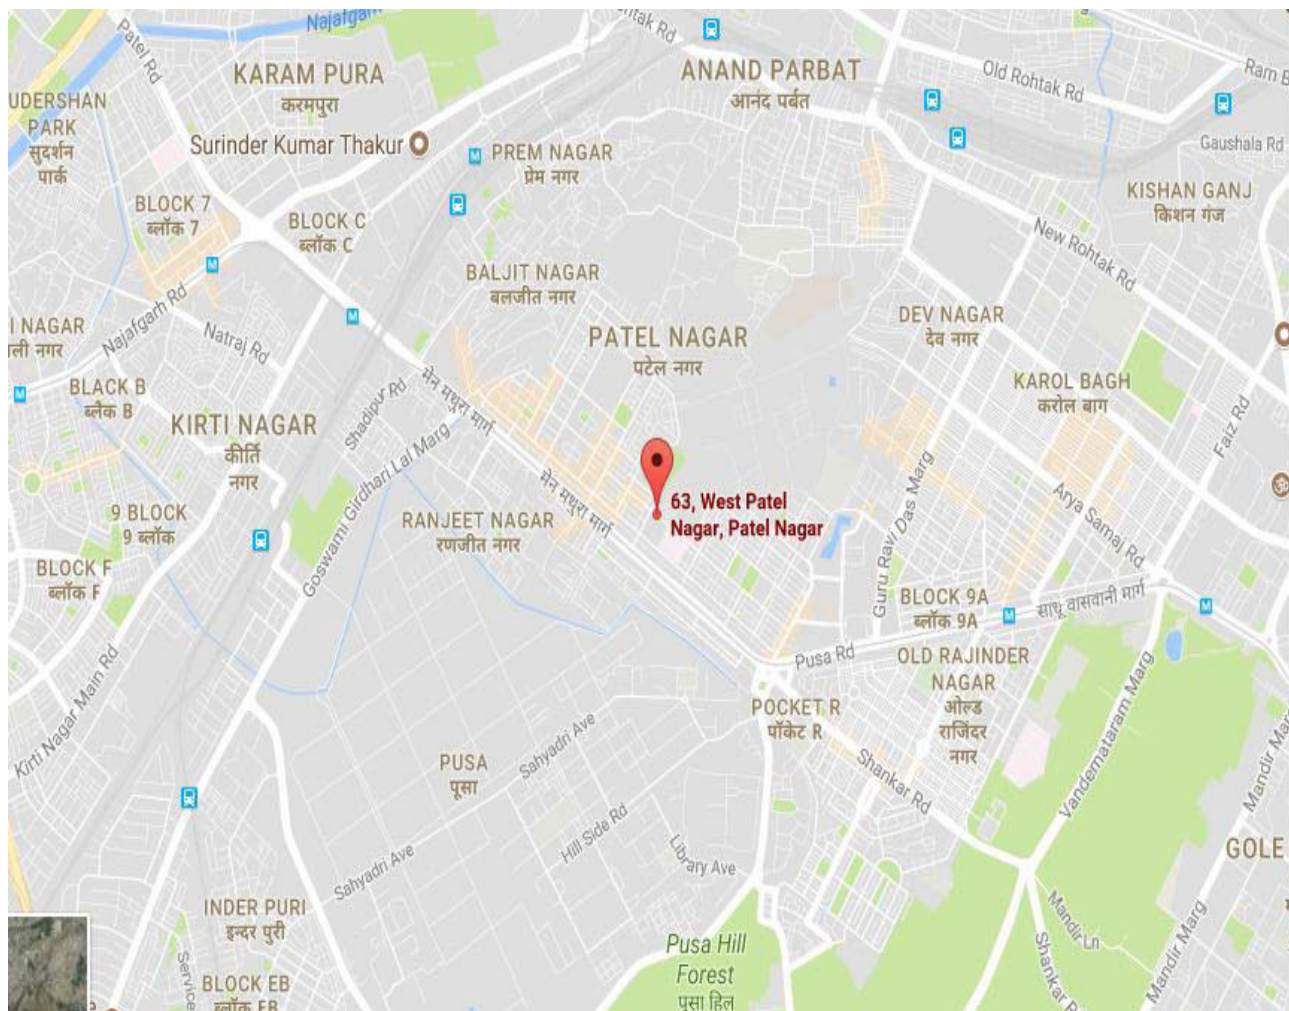 Najafgarh
Patel Rd
ntak Rd
KARAM PURA
करमपुरा
ANAND PARBAT
आनंद पर्बत
Old Rohtak Rd
Ram B
UDERSHAN
PARK
सुदर्शन
पार्क
Surinder Kumar Thakur
PREM NAGAR
प्रेम नगर
Gaushala Rd
KISHAN GANJ
किशन गंज
BLOCK 7
ब्लॉक 7
BLOCK C
ब्लॉक C
New Rohtak Rd
BALJIT NAGAR
बलजीत नगर
I NAGAR
ली नगर
Najafgarh Rd
Natraj Rd
PATEL NAGAR
पटेल नगर
DEV NAGAR
देव नगर
BLACK B
ब्लैक B
KAROL BAGH
करोल बाग
KIRTI NAGAR
कीर्ति
नगर
Shadipur Rd
मेन मथुरा मार्ग
Faiz Rd
Goswami Girdhari Lal Marg
मेन मथुरा मार्ग
63, West Patel
Nagar, Patel Nagar
Guru Ravi Das Marg
Arya Samaj Rd
9 BLOCK
9 ब्लॉक
RANJEET NAGAR
रणजीत नगर
BLOCK F
ब्लॉक F
BLOCK 9A
ब्लॉक 9A
साधू वासवानी मार्ग
Pusa Rd
OLD RAJINDER
NAGAR
ओल्ड
राजिंदर
नगर
Kirti Nagar Main Rd
POCKET R
पॉकेट R
Vandemataram Marg
Mandir Mar
PUSA
पूसा
Sahyadri Ave
Shankar Rd
Hill Side Rd
Library Ave
Sahyadri Ave
GOLE
INDER PURI
इन्दर पुरी
Mandir Ln
Mandir Marg
Shankar R
Pusa Hill
Forest
पूसा हिल
Service
BLOCK EB
ब्लॉक EB